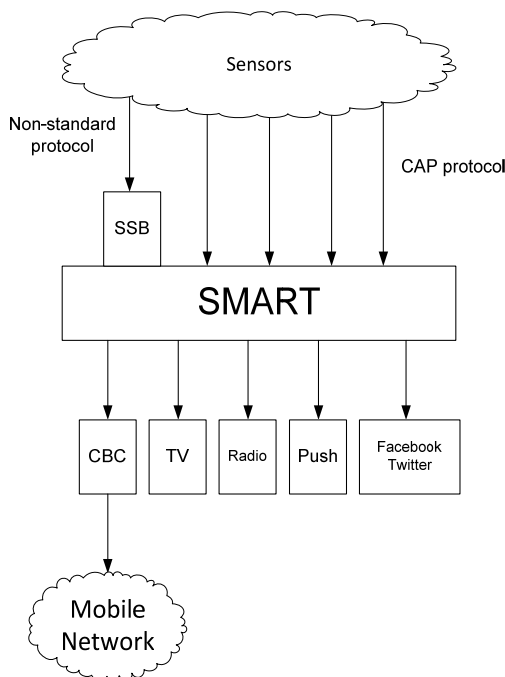 Sensors
Non-standard
protocol
CAP protocol
SSB
SMART
CBC
TV
Radio
Push
Facebook
Twitter
Mobile
Network